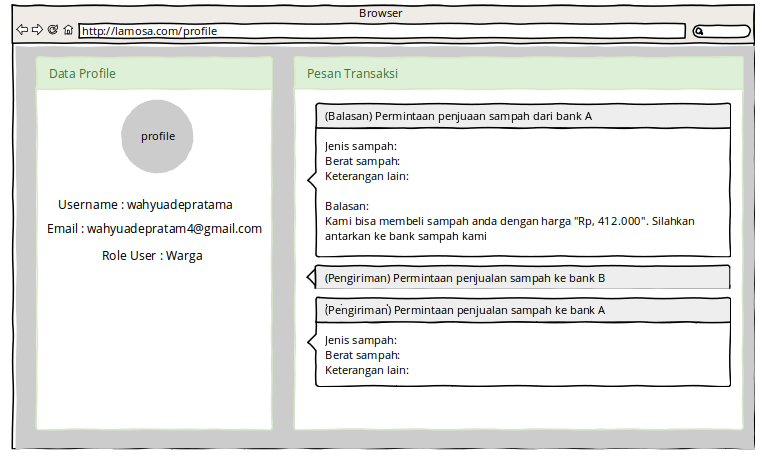 Browser
http://lamosa.com/profile
Data Profile
profile
Username : wahyuadepratama
Email : wahyuadepratam4@gmail.com
Role User : Warga
Pesan Transaksi
(Balasan) Permintaan penjuaan sampah dari bank A
Jenis sampah:
Berat sampah:
Keterangan lain:
Balasan:
Kami bisa membeli sampah anda dengan harga "Rp, 412.000". Silahkan
antarkan ke bank sampah kami
(Pengiriman) Permintaan penjualan sampah ke bank B
(Pengiriman) Permintaan penjualan sampah ke bank A
Jenis sampah:
Berat sampah:
Keterangan lain: